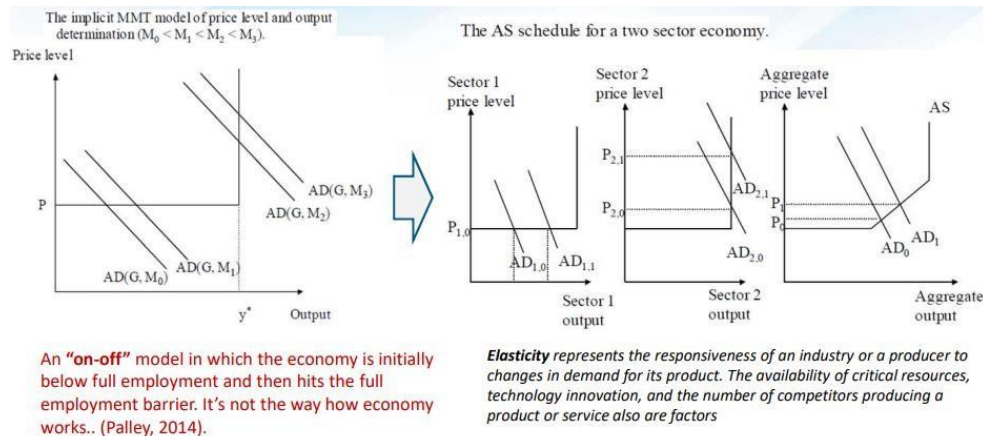 The implicit MMT model of price level and output
determination (M₀ < M₁ < M₂ < M₃).
Price level
P
AD(G, M₀)
AD(G, M₁)
AD(G, M₂)
AD(G, M₃)
y*
Output
An “on-off” model in which the economy is initially
below full employment and then hits the full
employment barrier. It’s not the way how economy
works.. (Palley, 2014).
The AS schedule for a two sector economy.
Sector 1
price level
P₁,₀
AD₁,₀
AD₁,₁
Sector 1
output
Sector 2
price level
P₂,₁
P₂,₀
AD₂,₁
AD₂,₀
Sector 2
output
Aggregate
price level
AS
P₁
P₀
AD₀
AD₁
Aggregate
output
Elasticity represents the responsiveness of an industry or a producer to
changes in demand for its product. The availability of critical resources,
technology innovation, and the number of competitors producing a
product or service also are factors